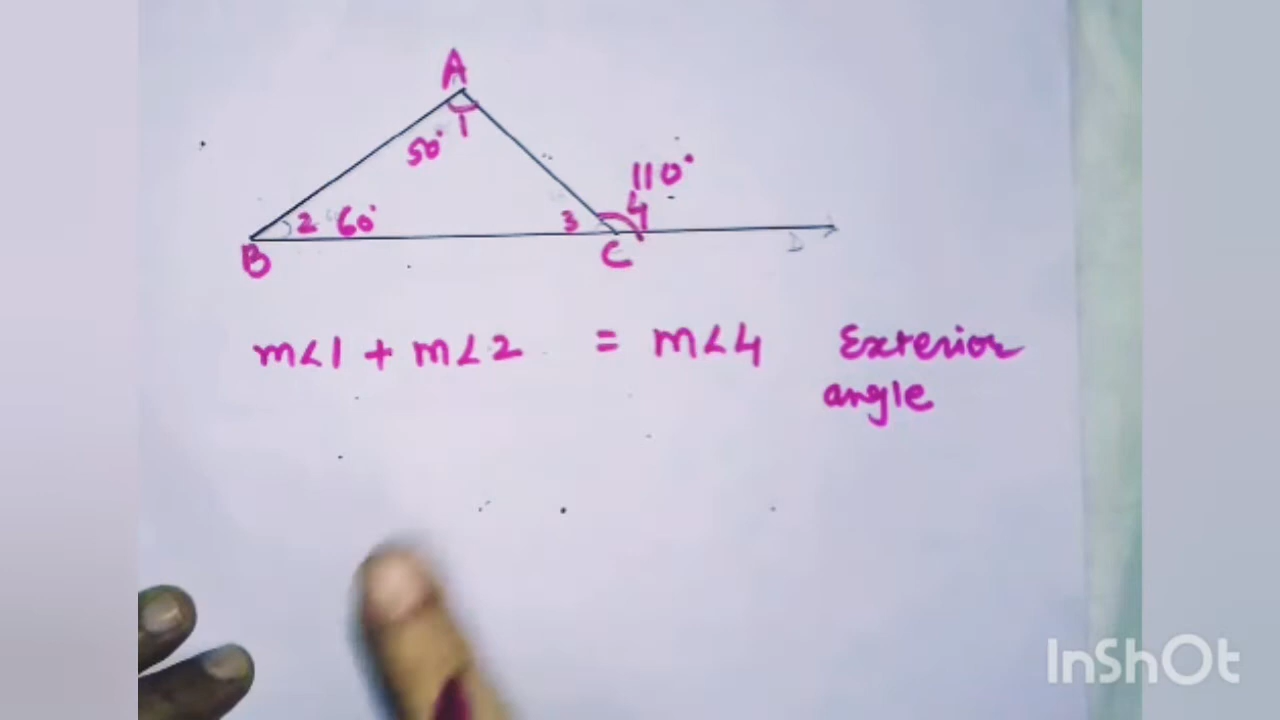 A
1
50°
110°
4
2 60°
3
B
C
D
m∠1 + m∠2 = m∠4 Exterior
angle
InShOt